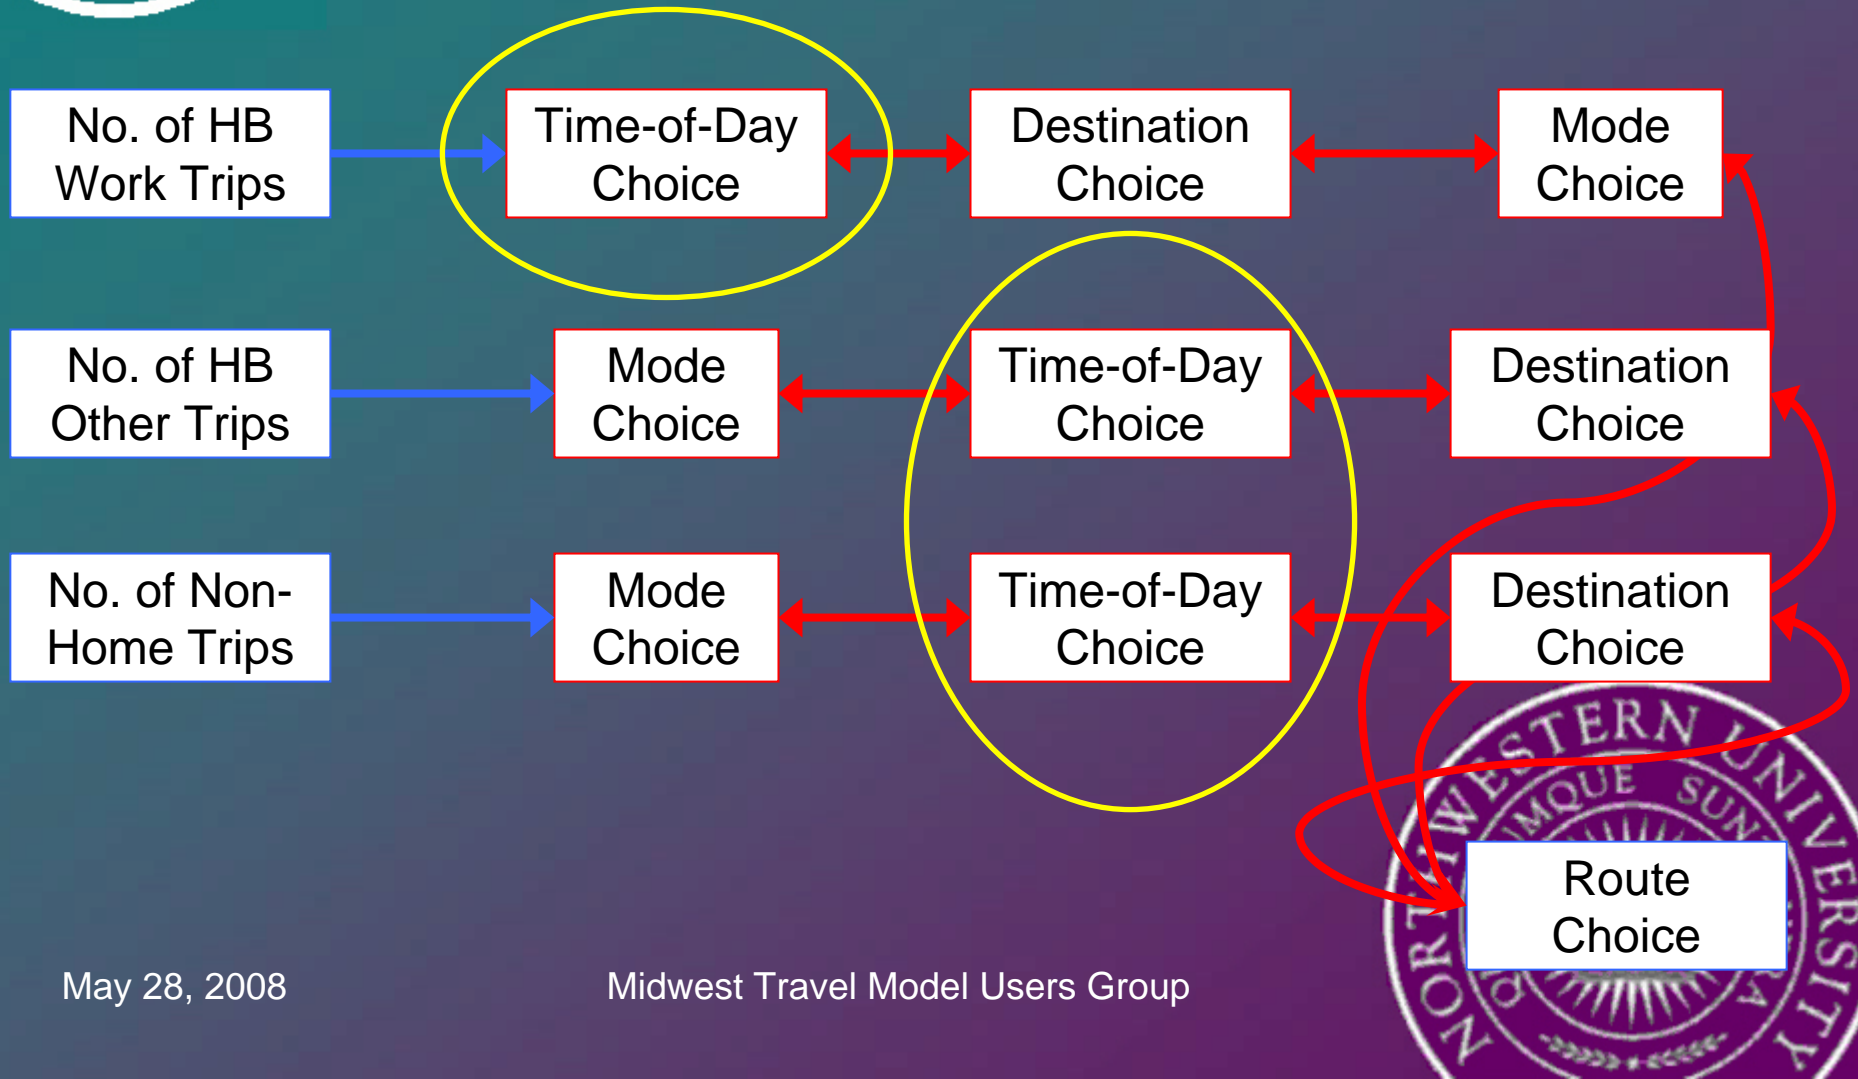 No. of HB
Work Trips
Time-of-Day
Choice
Destination
Choice
Mode
Choice
No. of HB
Other Trips
Mode
Choice
Time-of-Day
Choice
Destination
Choice
No. of Non-
Home Trips
Mode
Choice
Time-of-Day
Choice
Destination
Choice
Route
Choice
May 28, 2008
Midwest Travel Model Users Group
NORTHWESTERN UNIVERSITY